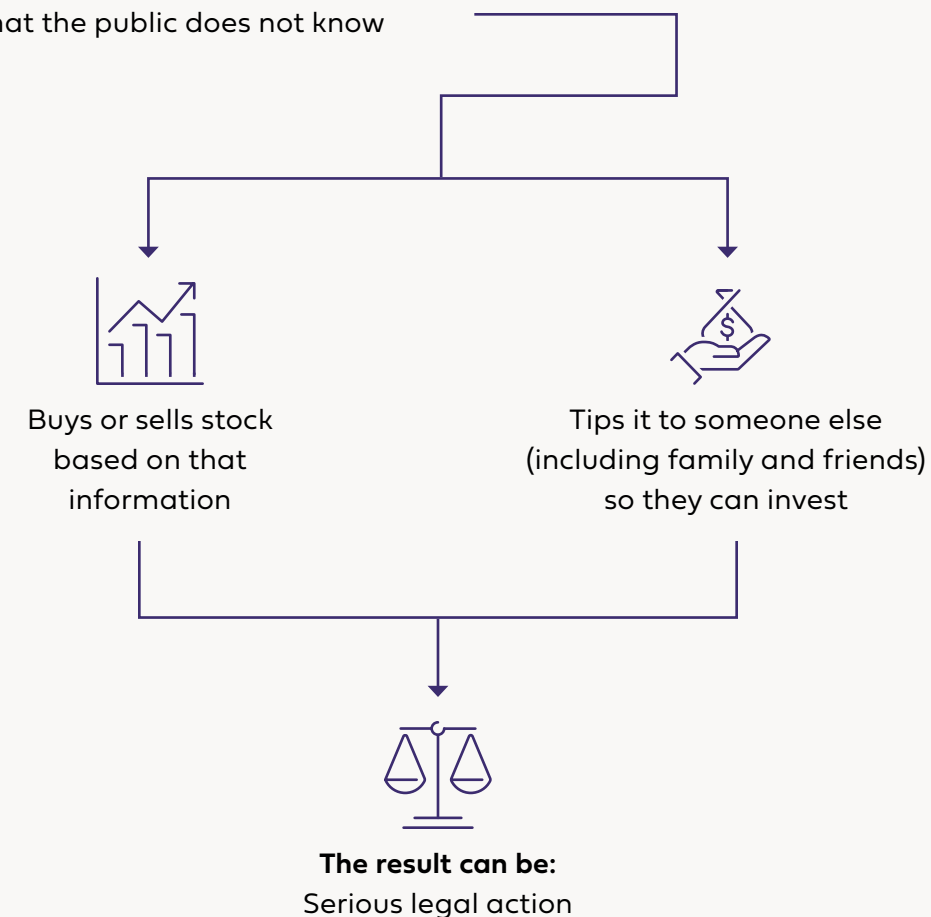 that the public does not know
$
Buys or sells stock
based on that
information
Tips it to someone else
(including family and friends)
so they can invest
The result can be:
Serious legal action